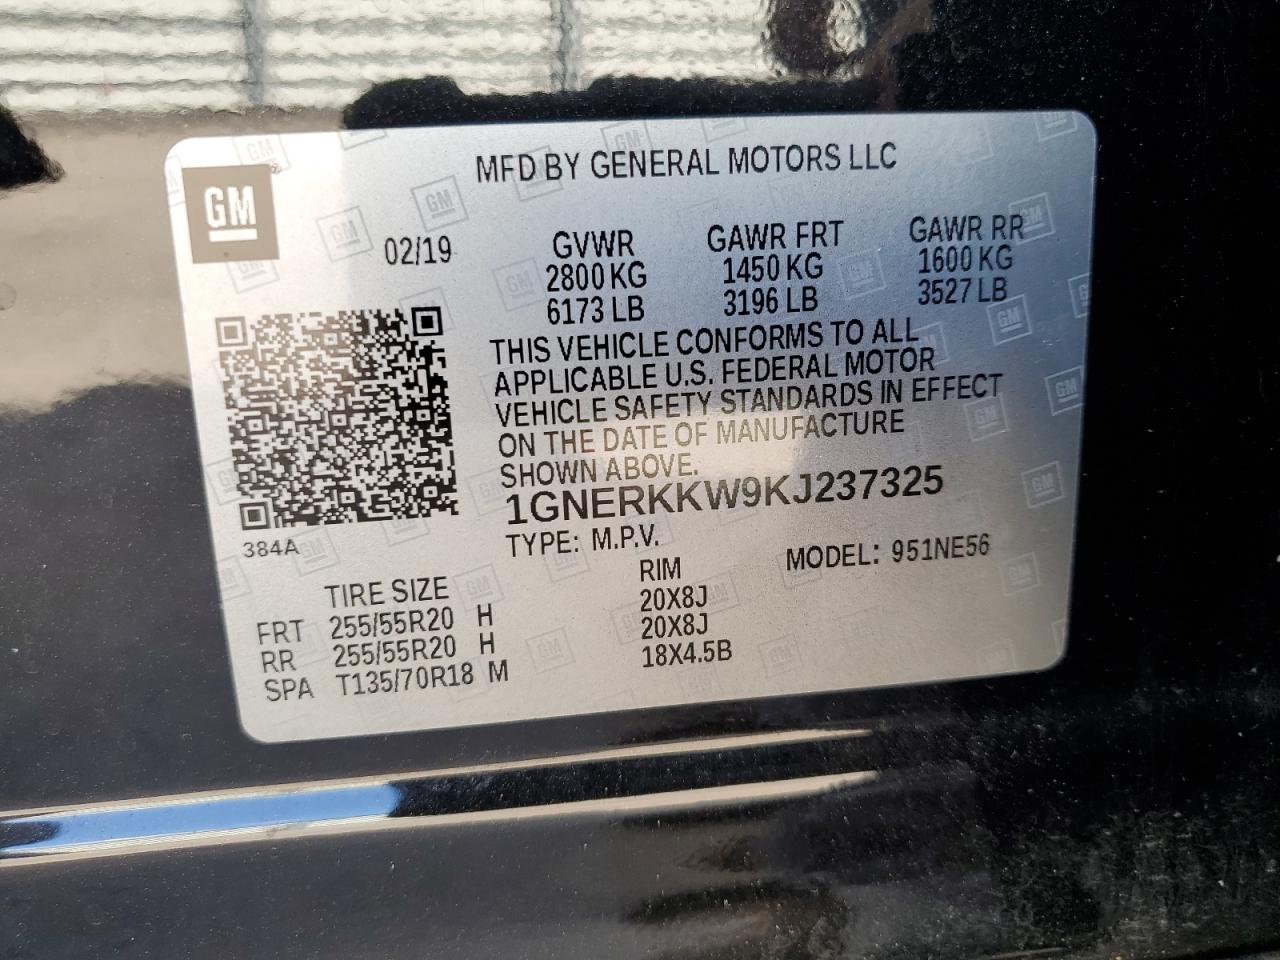 GM
MFD BY GENERAL MOTORS LLC
02/19
GVWR GAWR FRT GAWR RR
2800 KG 1450 KG 1600 KG
6173 LB 3196 LB 3527 LB
THIS VEHICLE CONFORMS TO ALL
APPLICABLE U.S. FEDERAL MOTOR
VEHICLE SAFETY STANDARDS IN EFFECT
ON THE DATE OF MANUFACTURE
SHOWN ABOVE.
1GNERKKW9KJ237325
384A
TYPE: M.P.V. MODEL: 951NE56
TIRE SIZE RIM
FRT 255/55R20 H 20X8J
RR 255/55R20 H 20X8J
SPA T135/70R18 M 18X4.5B